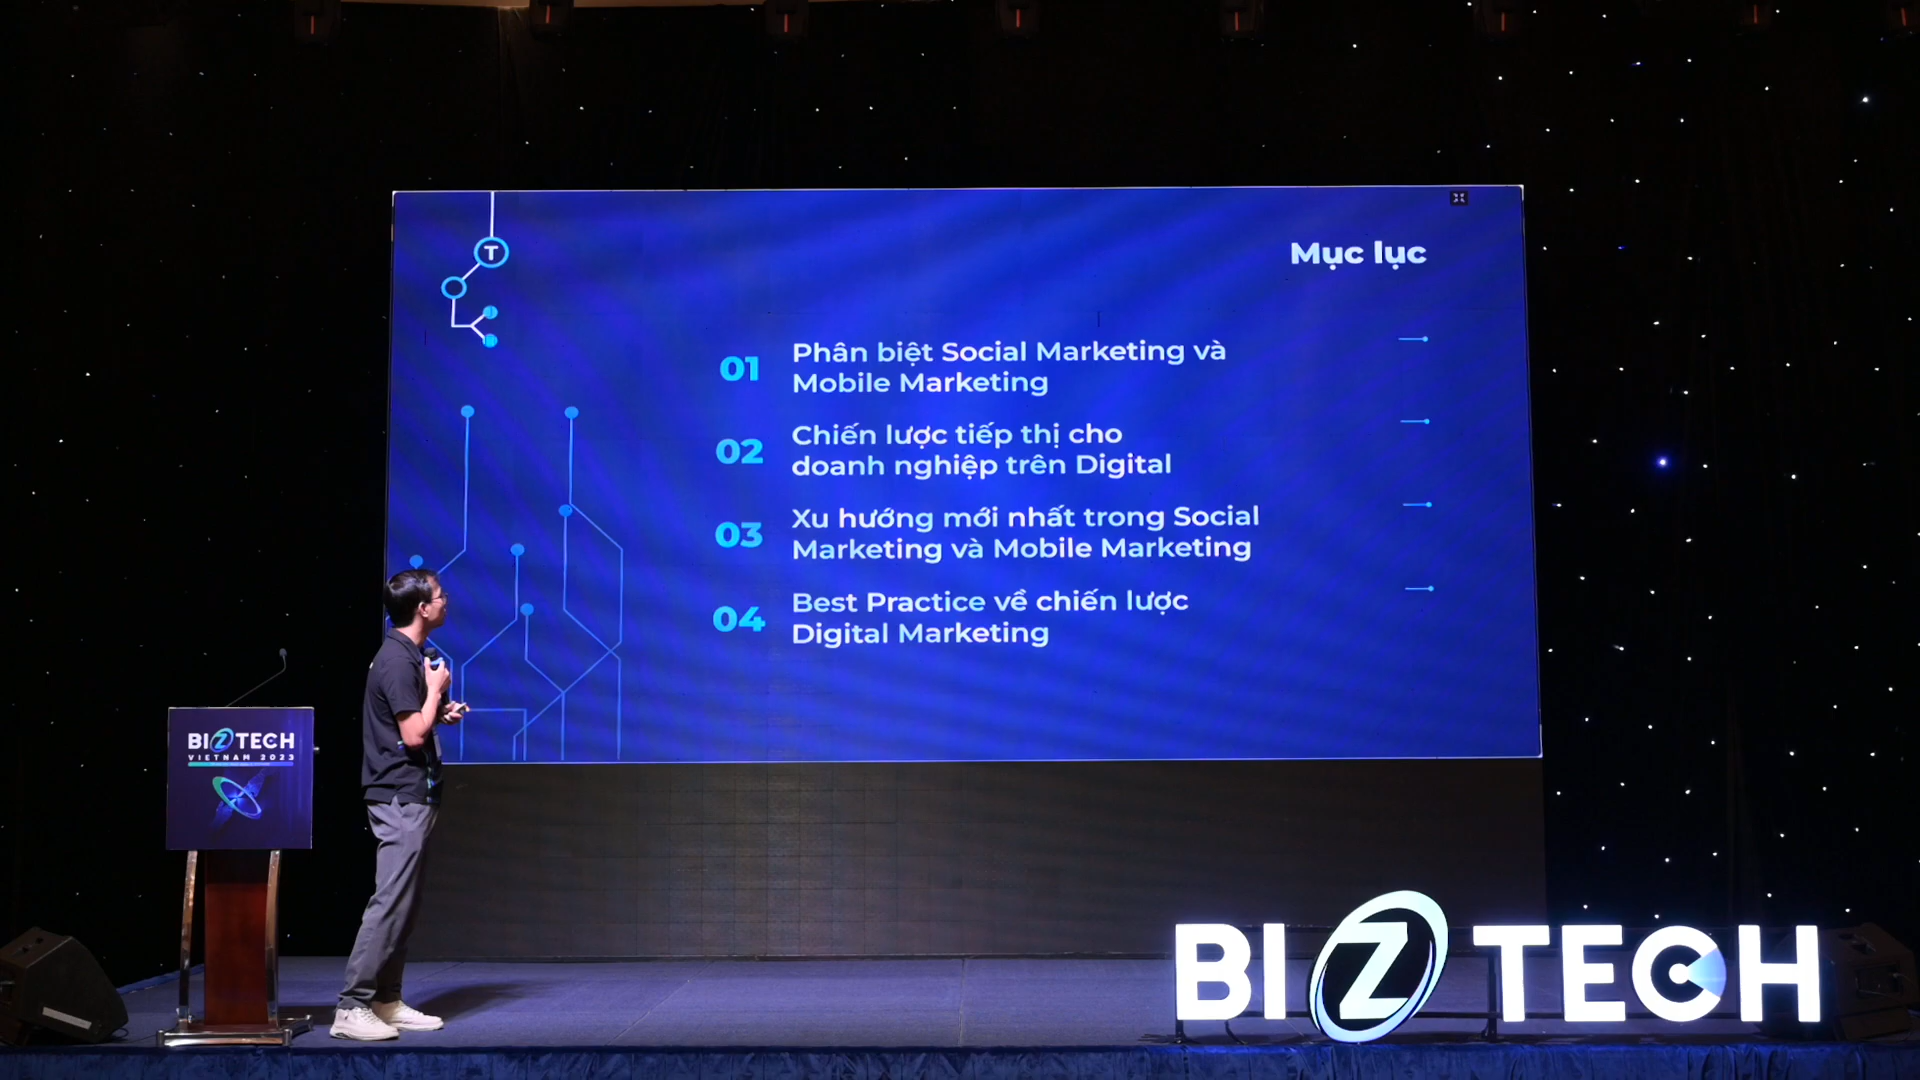 T
Mục lục
01
Phân biệt Social Marketing và
Mobile Marketing
02
Chiến lược tiếp thị cho
doanh nghiệp trên Digital
03
Xu hướng mới nhất trong Social
Marketing và Mobile Marketing
04
Best Practice về chiến lược
Digital Marketing
BIZTECH
VIETNAM 2023
BIZTECH